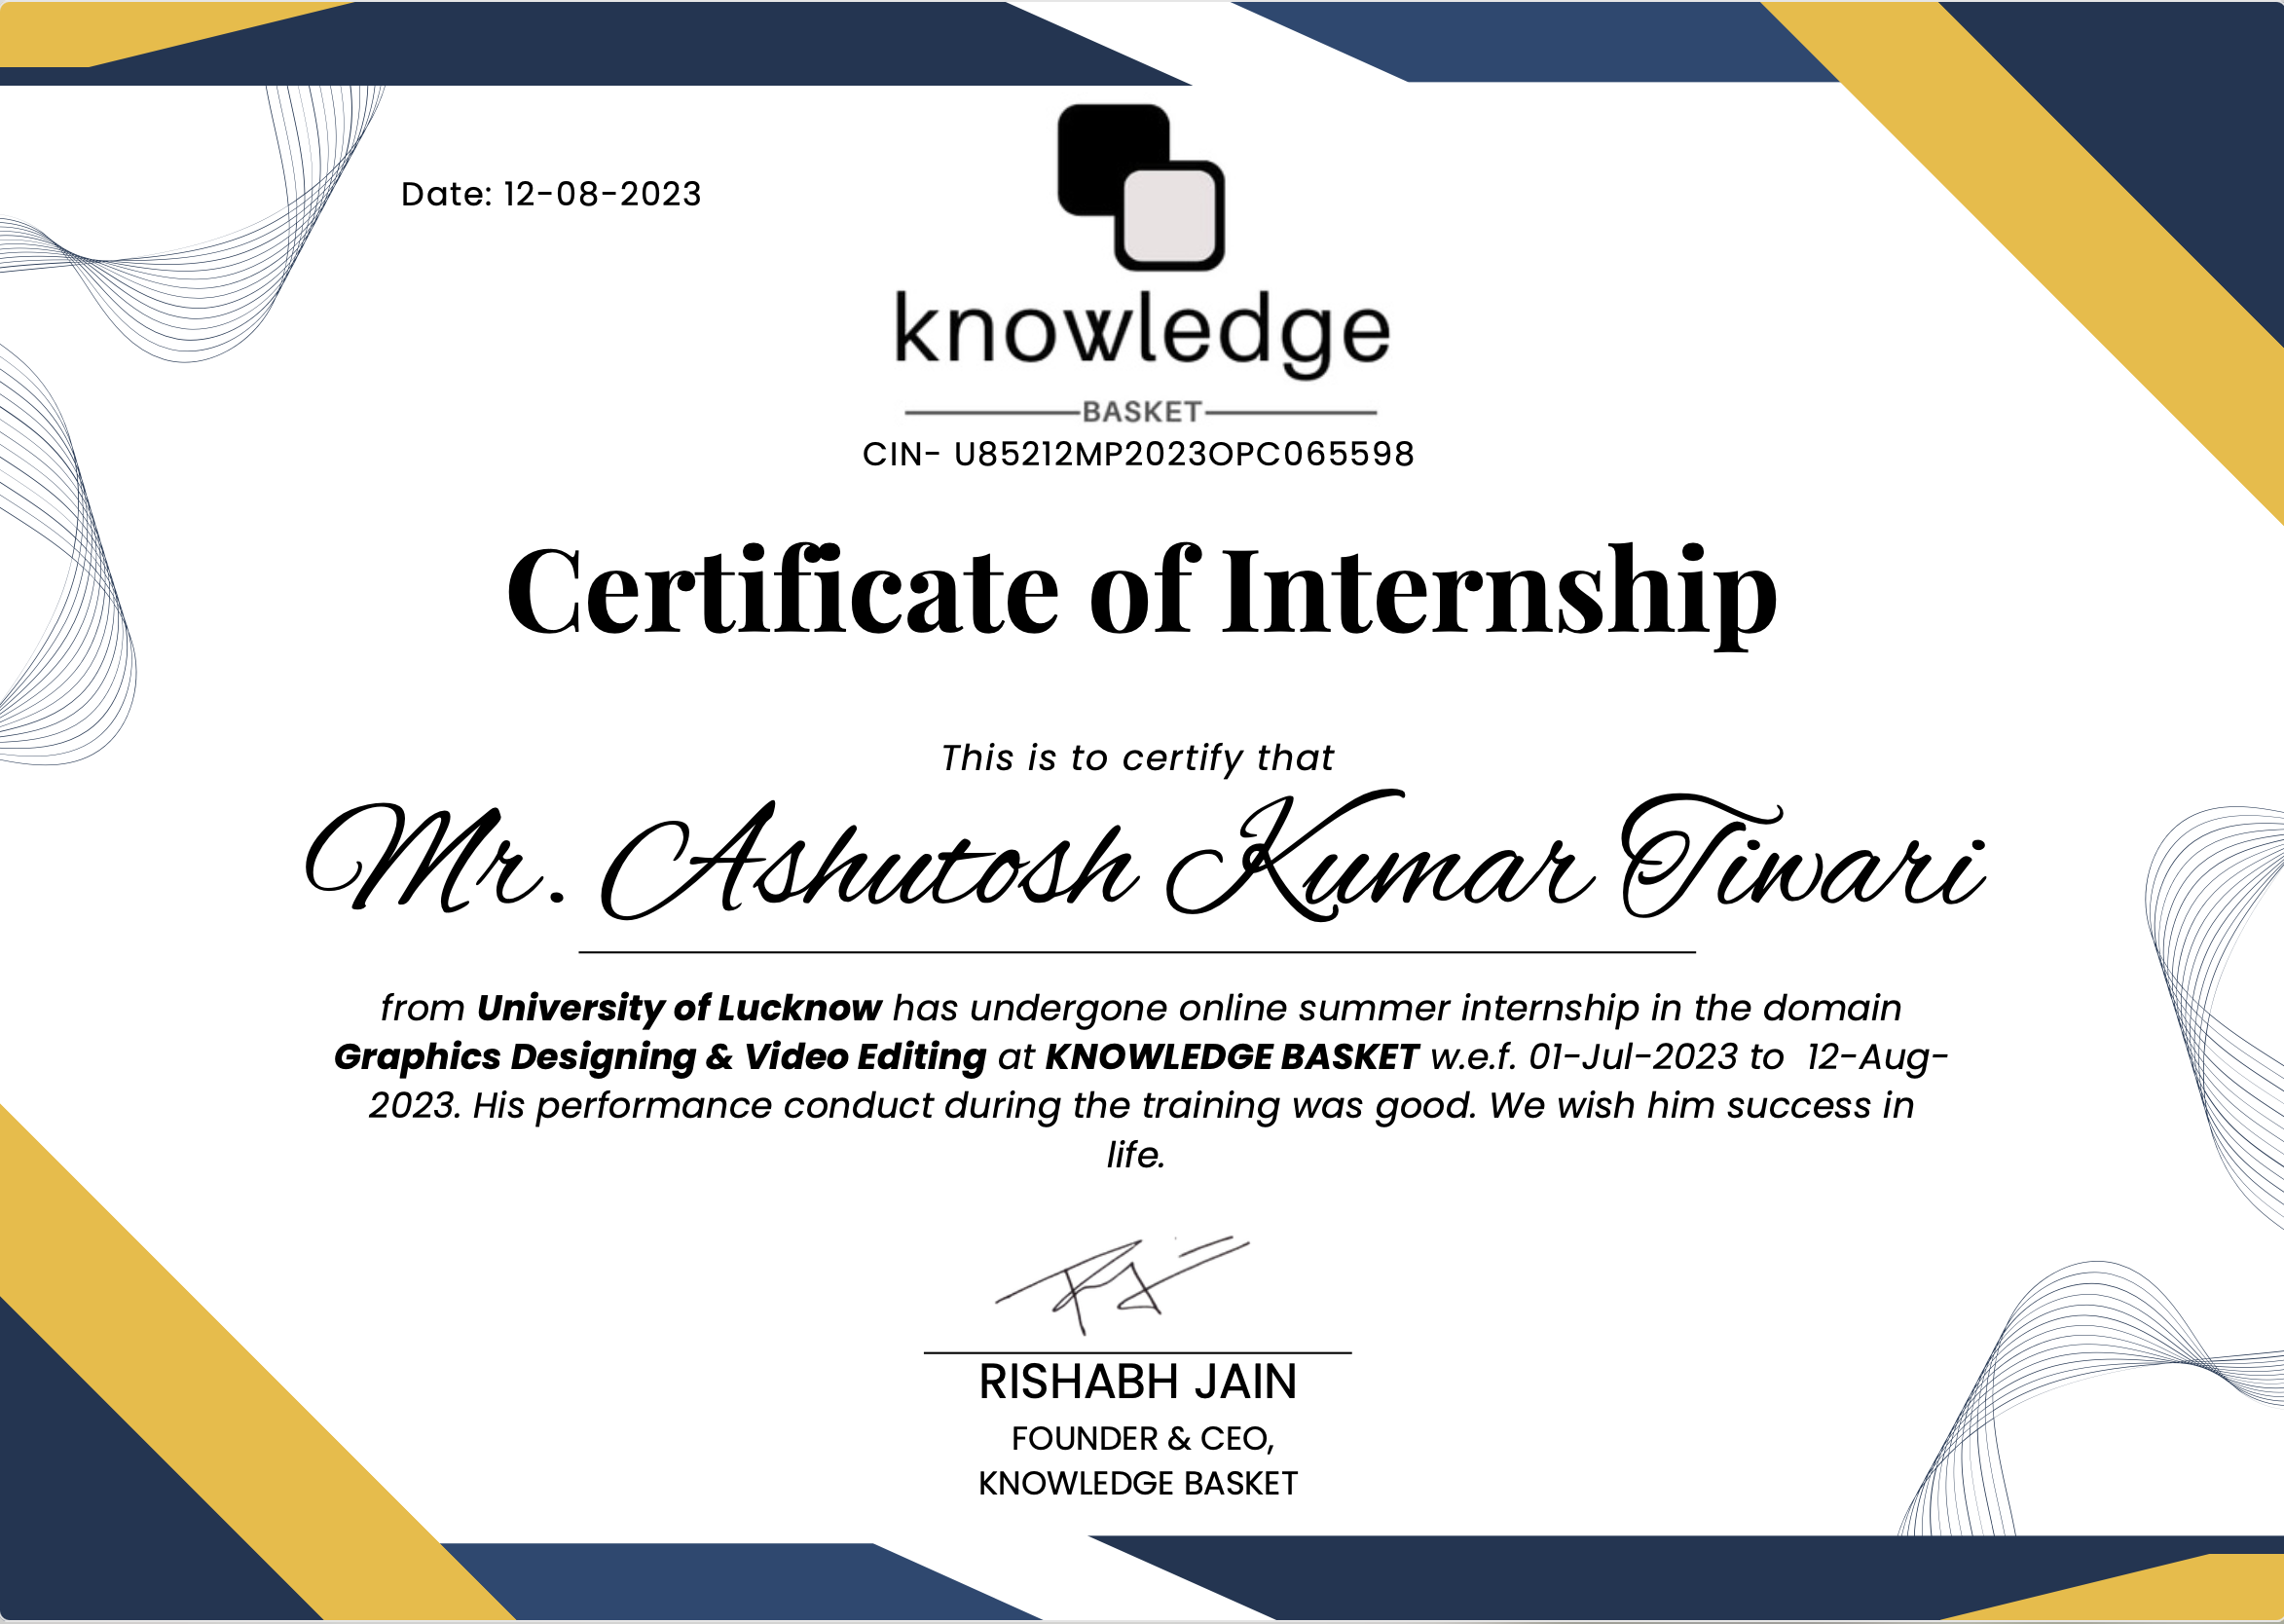 Date: 12-08-2023
knowledge
BASKET
CIN- U85212MP2023OPC065598
Certificate of Internship
This is to certify that
Mr. Ashutosh Kumar Tiwari
from University of Lucknow has undergone online summer internship in the domain
Graphics Designing & Video Editing at KNOWLEDGE BASKET w.e.f. 01-Jul-2023 to  12-Aug-
2023. His performance conduct during the training was good. We wish him success in
life.
RISHABH JAIN
FOUNDER & CEO,
KNOWLEDGE BASKET